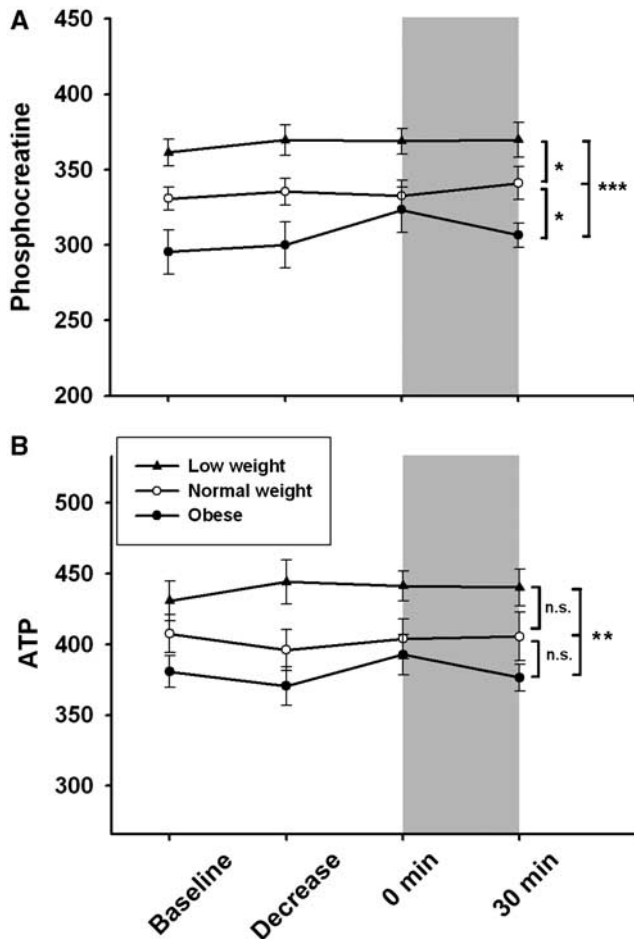 A
450
400
350
300
250
200
Phosphocreatine
*
*
***
B
Low weight
Normal weight
Obese
500
450
400
350
300
ATP
n.s.
n.s.
**
Baseline
Decrease
0 min
30 min